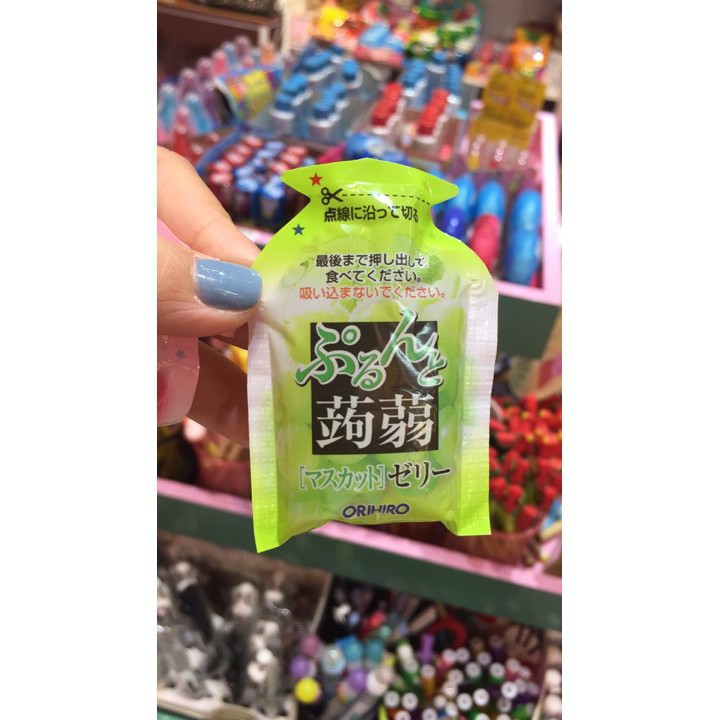 点線に沿って切る
最後まで押し出して
食べてください。
吸い込まないでください。
ぷるんと
蒟蒻
[マスカット]ゼリー
ORIHIRO